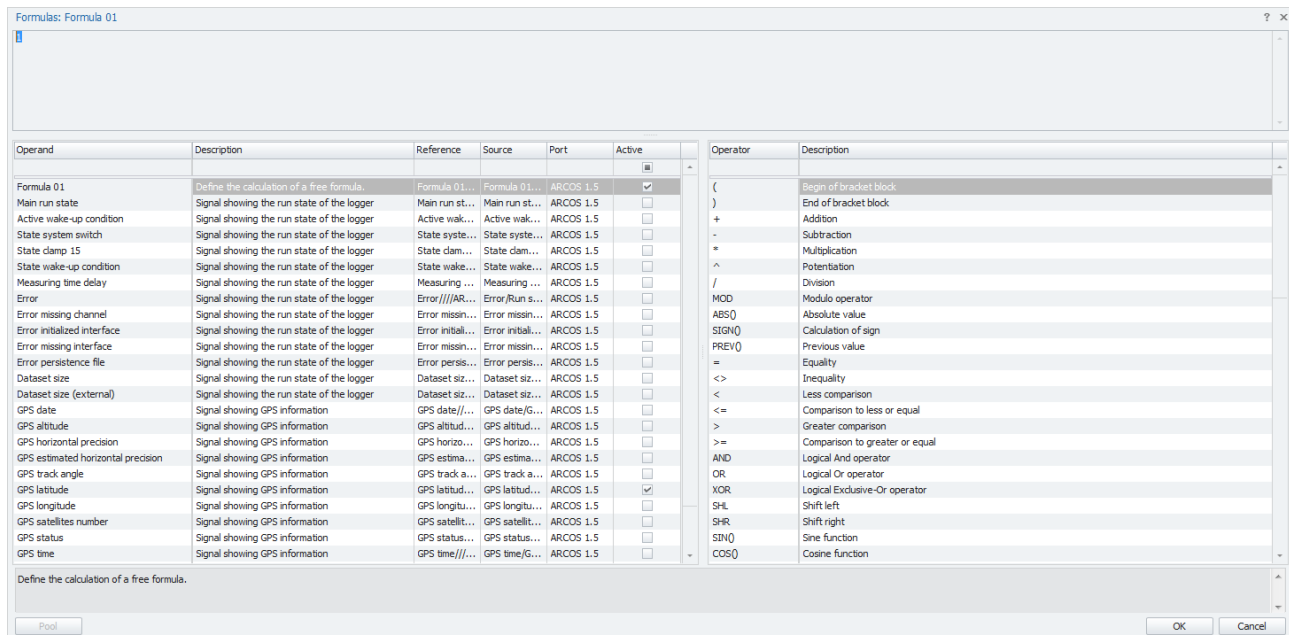 Formulas: Formula 01 ? ×
1
Operand Description Reference Source Port Active Operator Description
Formula 01 Define the calculation of a free formula. Formula 01... Formula 01... ARCOS 1.5 ( Begin of bracket block
Main run state Signal showing the run state of the logger Main run st... Main run st... ARCOS 1.5 ) End of bracket block
Active wake-up condition Signal showing the run state of the logger Active wak... Active wak... ARCOS 1.5 + Addition
State system switch Signal showing the run state of the logger State syste... State syste... ARCOS 1.5 - Subtraction
State clamp 15 Signal showing the run state of the logger State clam... State clam... ARCOS 1.5 * Multiplication
State wake-up condition Signal showing the run state of the logger State wake... State wake... ARCOS 1.5 ^ Potentiation
Measuring time delay Signal showing the run state of the logger Measuring ... Measuring ... ARCOS 1.5 / Division
Error Signal showing the run state of the logger Error////AR... Error/Run s... ARCOS 1.5 MOD Modulo operator
Error missing channel Signal showing the run state of the logger Error missin... Error missin... ARCOS 1.5 ABS() Absolute value
Error initialized interface Signal showing the run state of the logger Error initiali... Error initiali... ARCOS 1.5 SIGN() Calculation of sign
Error missing interface Signal showing the run state of the logger Error missin... Error missin... ARCOS 1.5 PREV() Previous value
Error persistence file Signal showing the run state of the logger Error persis... Error persis... ARCOS 1.5 = Equality
Dataset size Signal showing the run state of the logger Dataset siz... Dataset siz... ARCOS 1.5 <> Inequality
Dataset size (external) Signal showing the run state of the logger Dataset siz... Dataset siz... ARCOS 1.5 < Less comparison
GPS date Signal showing GPS information GPS date//... GPS date/G... ARCOS 1.5 <= Comparison to less or equal
GPS altitude Signal showing GPS information GPS altitud... GPS altitud... ARCOS 1.5 > Greater comparison
GPS horizontal precision Signal showing GPS information GPS horizo... GPS horizo... ARCOS 1.5 >= Comparison to greater or equal
GPS estimated horizontal precision Signal showing GPS information GPS estima... GPS estima... ARCOS 1.5 AND Logical And operator
GPS track angle Signal showing GPS information GPS track a... GPS track a... ARCOS 1.5 OR Logical Or operator
GPS latitude Signal showing GPS information GPS latitud... GPS latitud... ARCOS 1.5 XOR Logical Exclusive-Or operator
GPS longitude Signal showing GPS information GPS longitu... GPS longitu... ARCOS 1.5 SHL Shift left
GPS satellites number Signal showing GPS information GPS satellit... GPS satellit... ARCOS 1.5 SHR Shift right
GPS status Signal showing GPS information GPS status... GPS status... ARCOS 1.5 SIN() Sine function
GPS time Signal showing GPS information GPS time///... GPS time/G... ARCOS 1.5 COS() Cosine function
Define the calculation of a free formula.
Pool OK Cancel